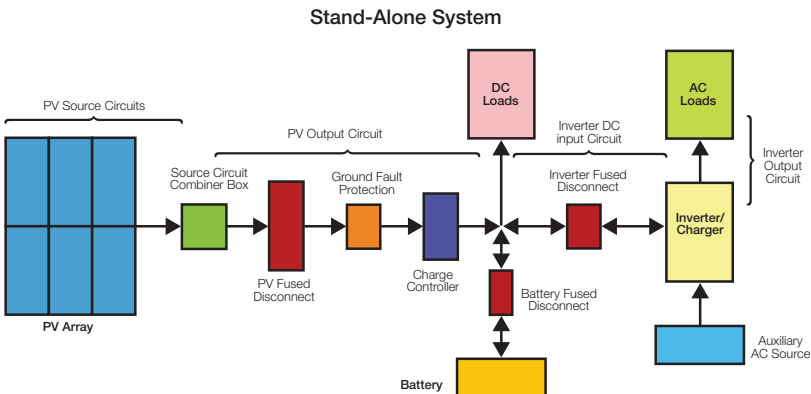 Stand-Alone System
DC
Loads
AC
Loads
PV Source Circuits
PV Output Circuit
Inverter DC
input Circuit
Inverter
Output
Circuit
Source Circuit
Combiner Box
Ground Fault
Protection
Inverter Fused
Disconnect
Inverter/
Charger
PV Fused
Disconnect
Charge
Controller
Battery Fused
Disconnect
PV Array
Auxiliary
AC Source
Battery